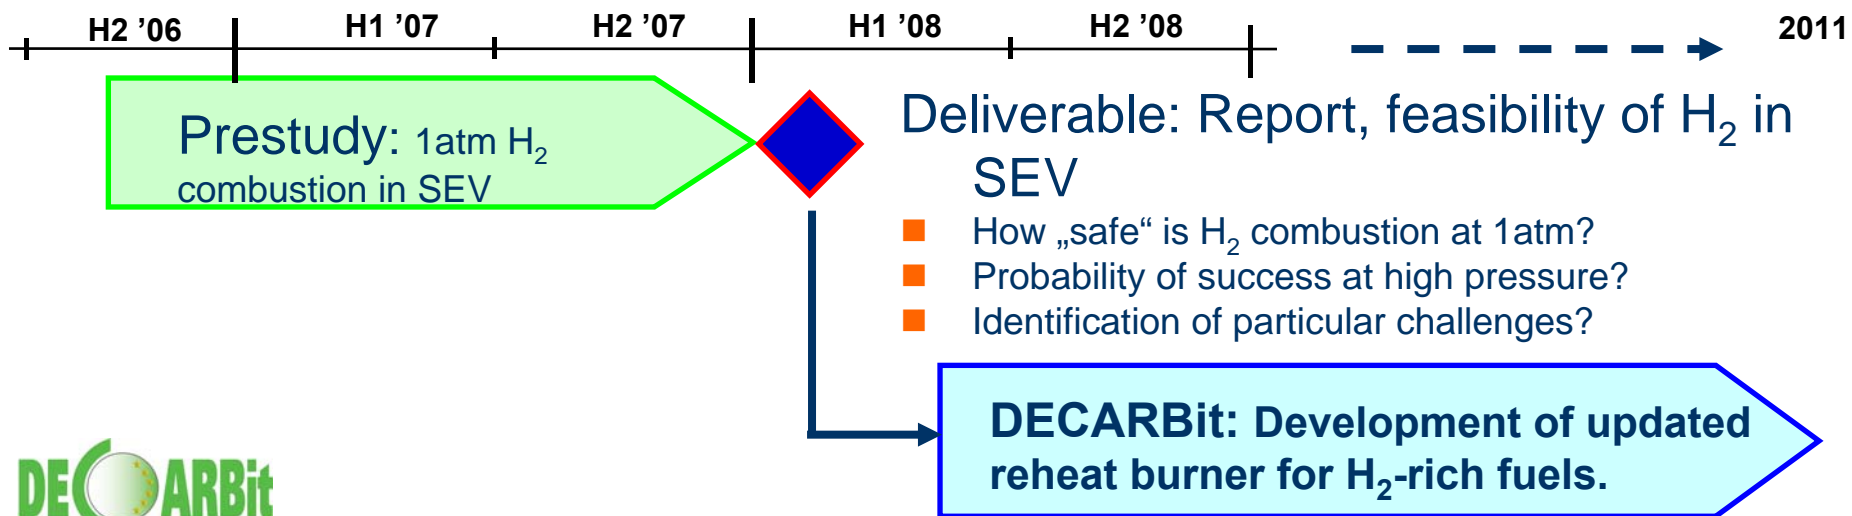 H2 '06 H1 '07 H2 '07 H1 '08 H2 '08 2011
Prestudy: 1atm H₂
combustion in SEV
Deliverable: Report, feasibility of H₂ in
SEV
How „safe“ is H₂ combustion at 1atm?
Probability of success at high pressure?
Identification of particular challenges?
DECARBit: Development of updated
reheat burner for H₂-rich fuels.
DECARBit